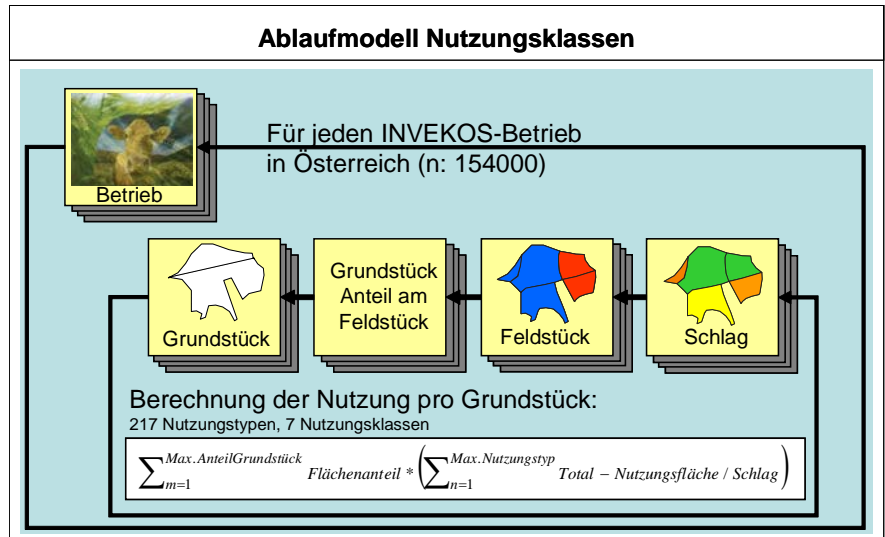 Ablaufmodell Nutzungsklassen
Für jeden INVEKOS-Betrieb
in Österreich (n: 154000)
Betrieb
Grundstück
Grundstück
Anteil am
Feldstück
Feldstück
Schlag
Berechnung der Nutzung pro Grundstück:
217 Nutzungstypen, 7 Nutzungsklassen
∑_{m=1}^{Max.AnteilGrundstück} Flächenanteil * (∑_{n=1}^{Max.Nutzungstyp} Total − Nutzungsfläche / Schlag)